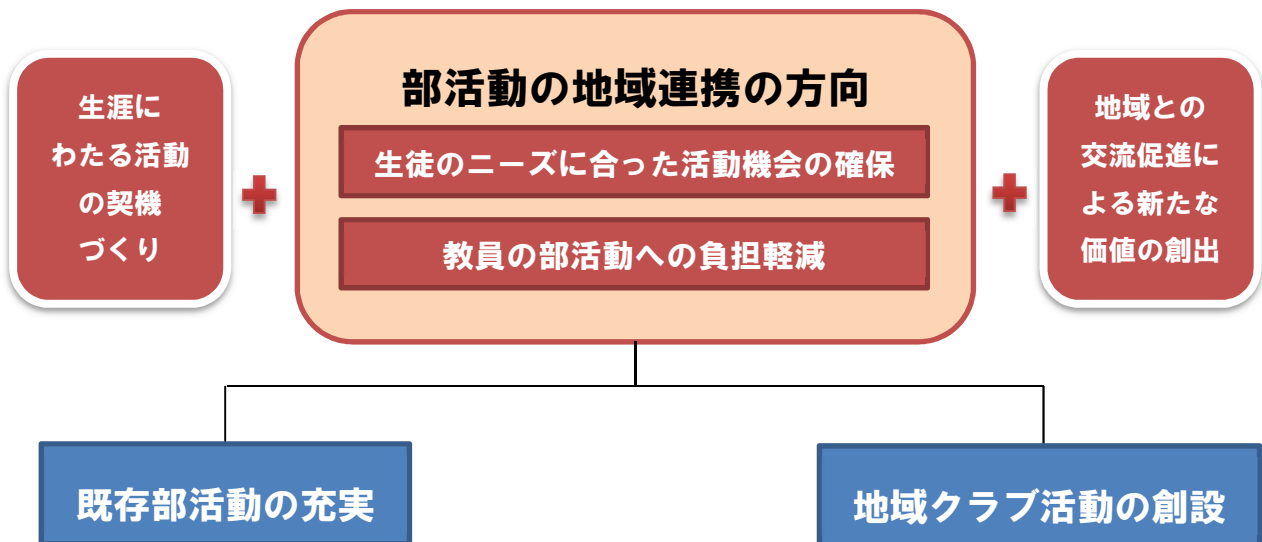 部活動の地域連携の方向
生涯に
わたる活動
の契機
づくり
生徒のニーズに合った活動機会の確保
教員の部活動への負担軽減
地域との
交流促進に
よる新たな
価値の創出
既存部活動の充実
地域クラブ活動の創設